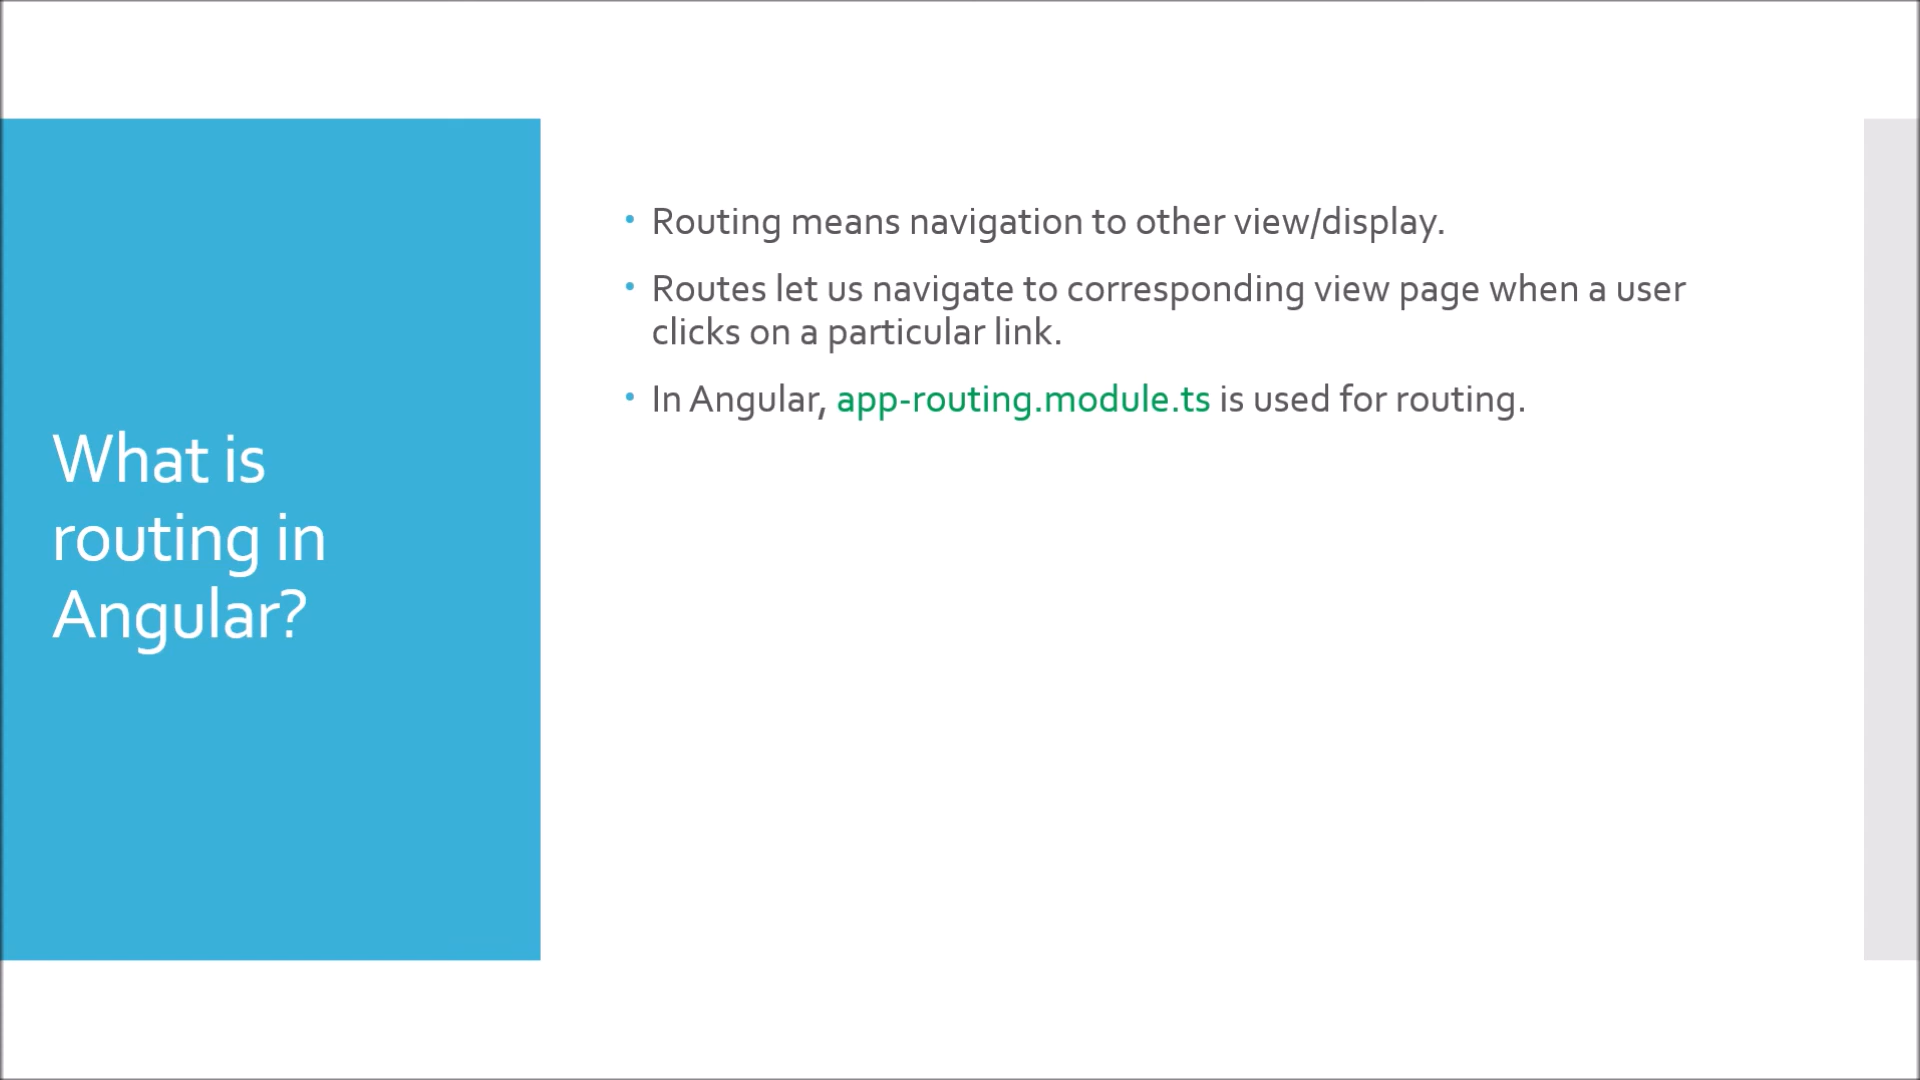 What is
routing in
Angular?
• Routing means navigation to other view/display.
• Routes let us navigate to corresponding view page when a user
clicks on a particular link.
• In Angular, app-routing.module.ts is used for routing.